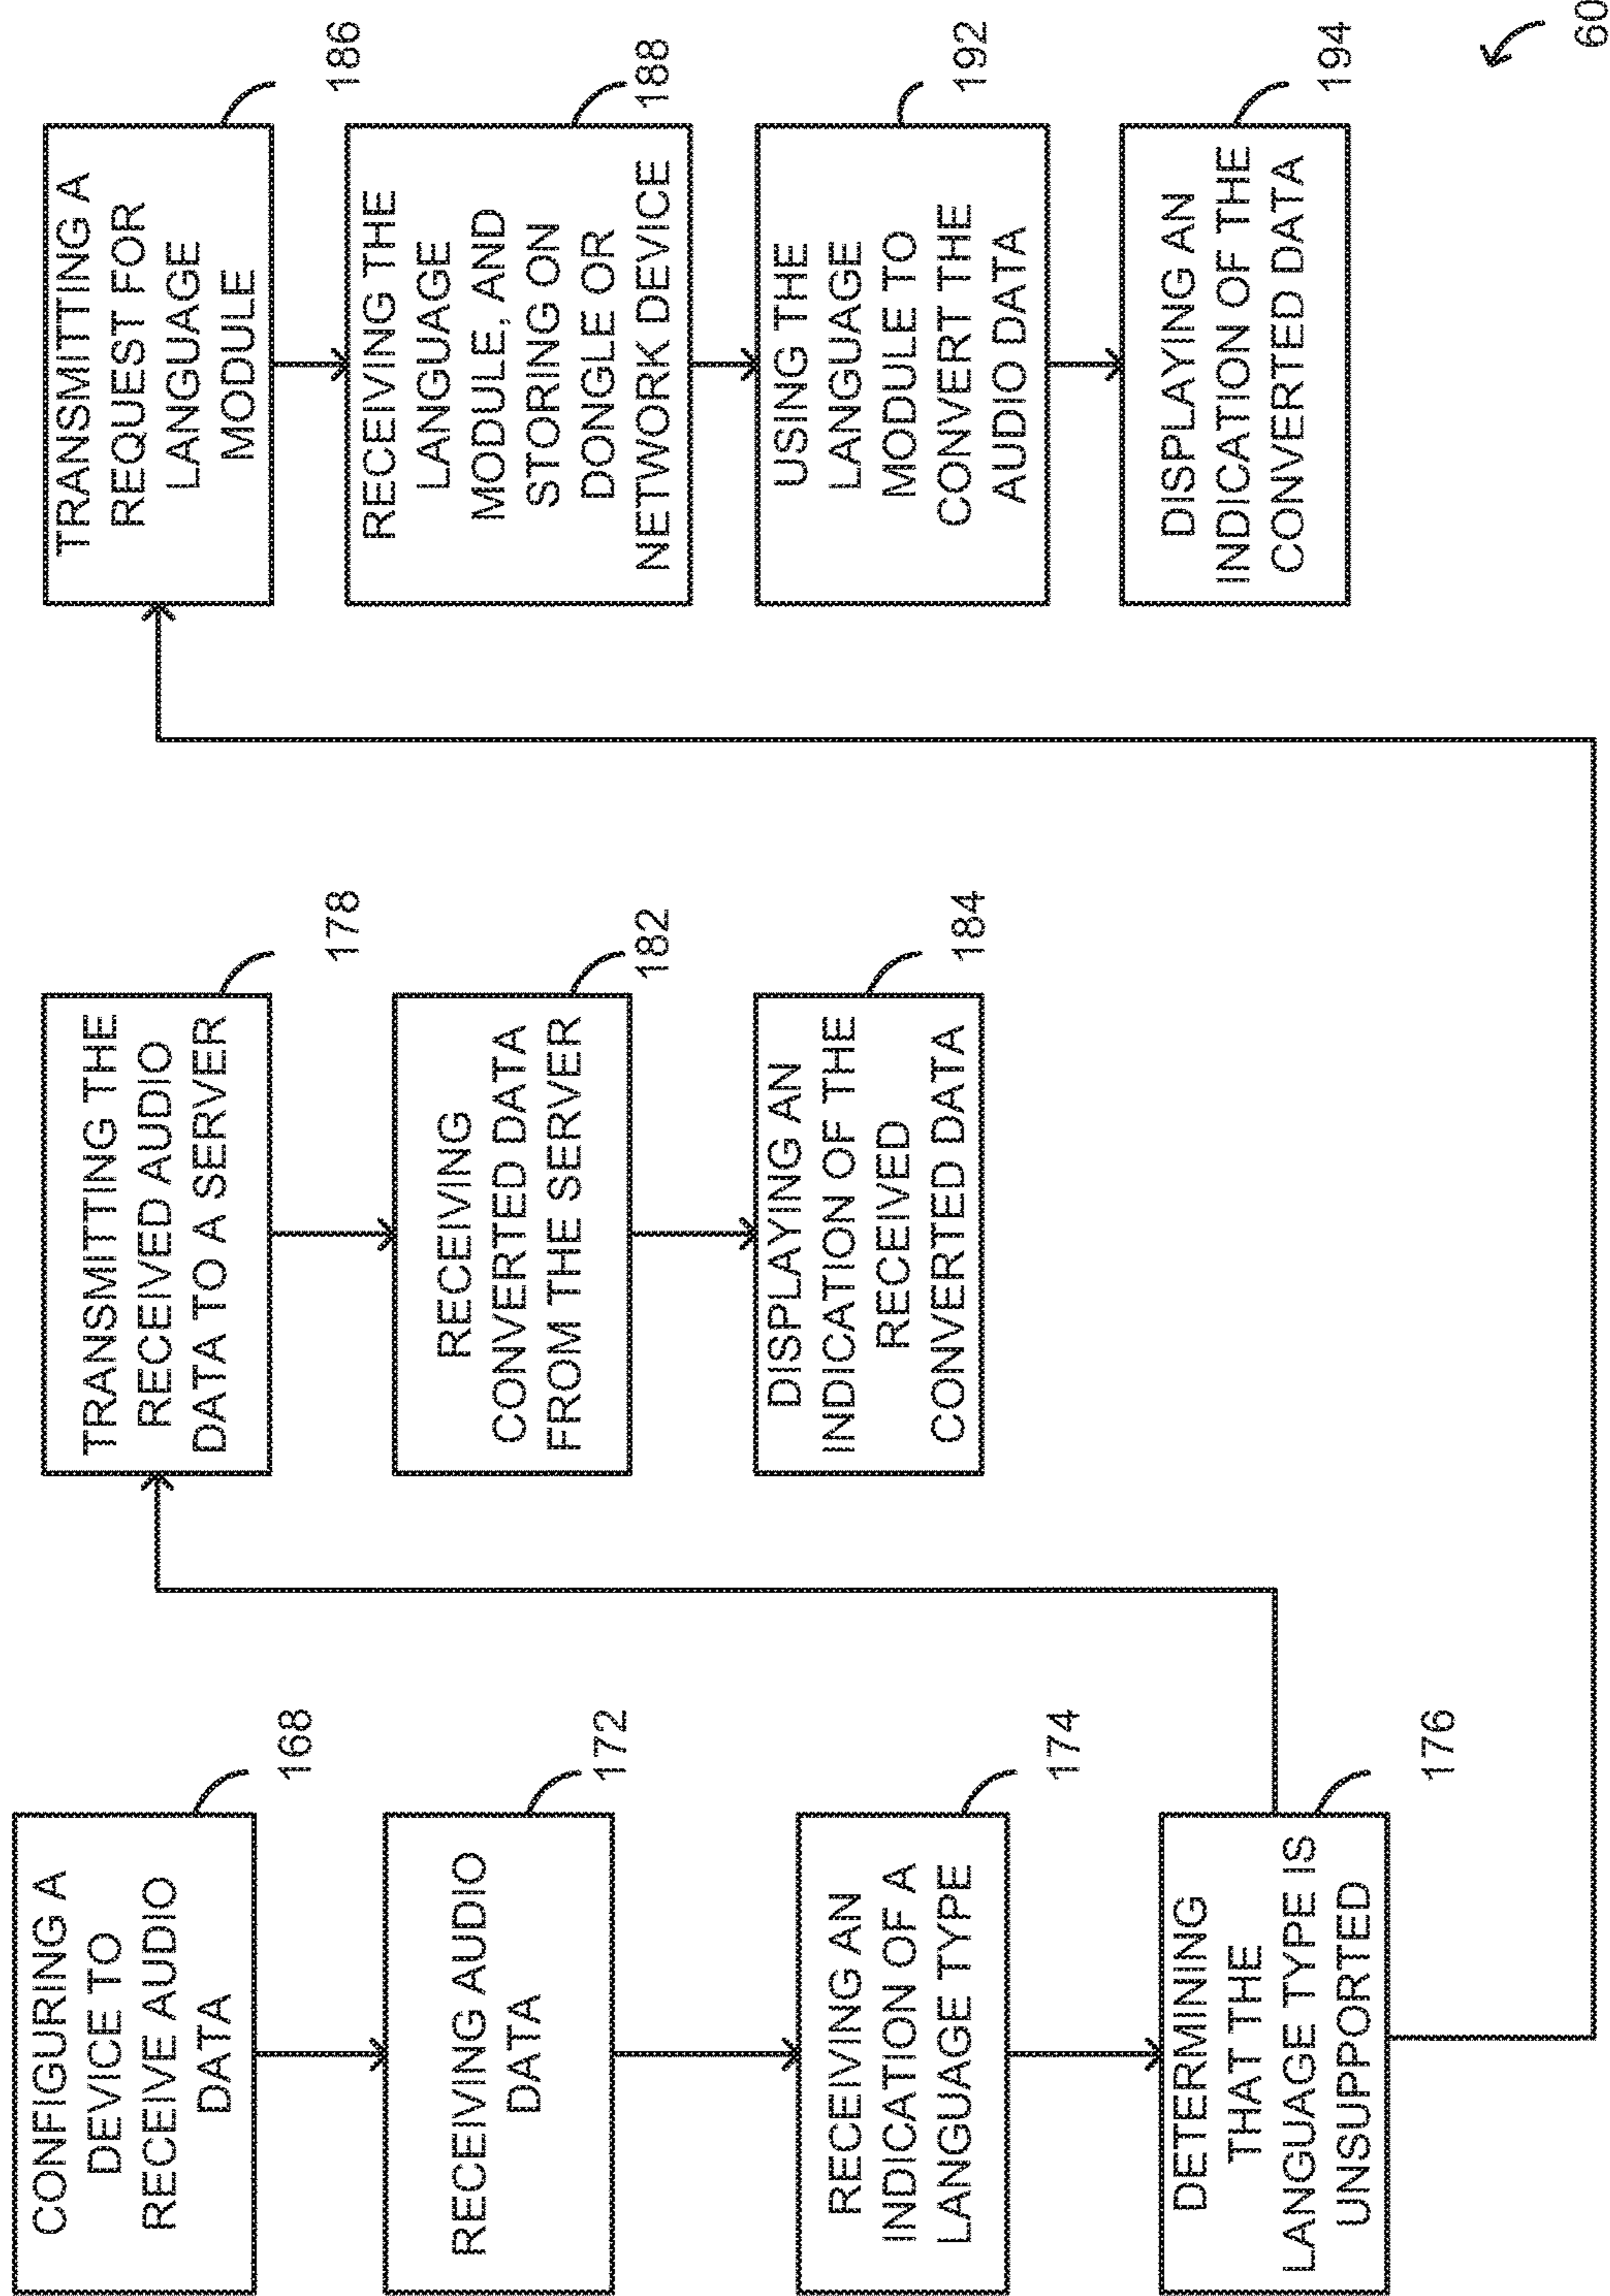 CONFIGURING A
DEVICE TO
RECEIVE AUDIO
DATA
168
RECEIVING AUDIO
DATA
172
RECEIVING AN
INDICATION OF A
LANGUAGE TYPE
174
DETERMINING
THAT THE
LANGUAGE TYPE IS
UNSUPPORTED
176
TRANSMITTING THE
RECEIVED AUDIO
DATA TO A SERVER
178
RECEIVING
CONVERTED DATA
FROM THE SERVER
182
DISPLAYING AN
INDICATION OF THE
RECEIVED
CONVERTED DATA
184
TRANSMITTING A
REQUEST FOR
LANGUAGE
MODULE
186
RECEIVING THE
LANGUAGE
MODULE, AND
STORING ON
DONGLE OR
NETWORK DEVICE
188
USING THE
LANGUAGE
MODULE TO
CONVERT THE
AUDIO DATA
192
DISPLAYING AN
INDICATION OF THE
CONVERTED DATA
194
60